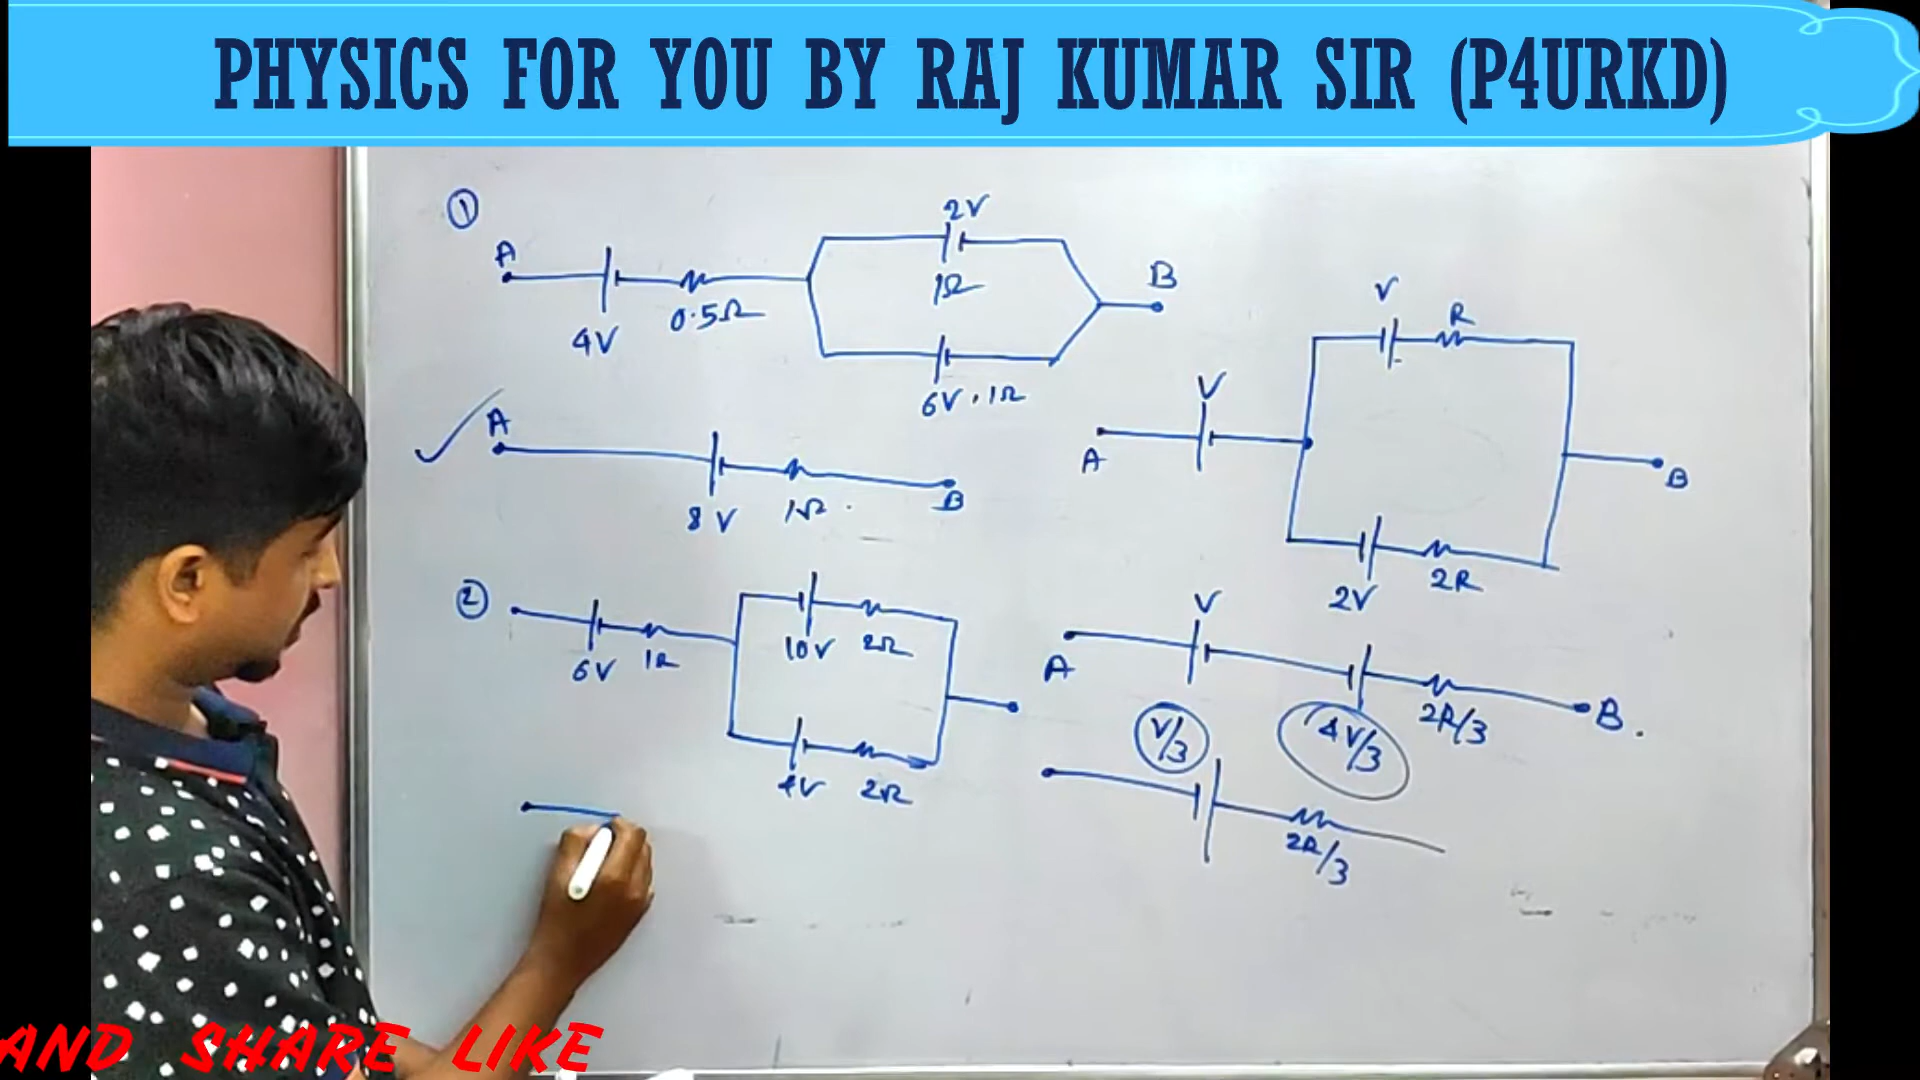 PHYSICS FOR YOU BY RAJ KUMAR SIR (P4URKD)
①
A
4V
0.5Ω
2V
1Ω
6V, 1Ω
B
A
8V
1Ω
B
②
6V
1Ω
10V
2Ω
4V
2Ω
V
R
V
A
B
2V
2R
V
A
4V/3
2R/3
B.
V/3
2R/3
AND SHARE LIKE